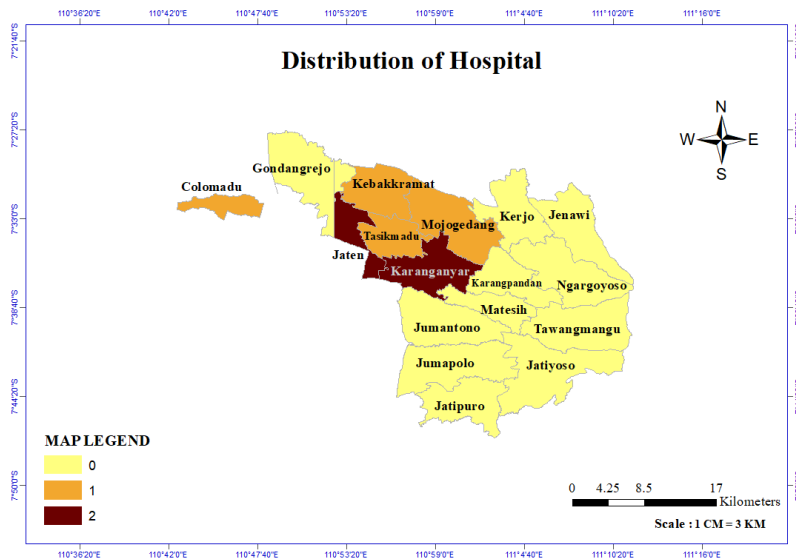 110°36'20"E 110°42'0"E 110°47'40"E 110°53'20"E 110°59'0"E 111°4'40"E 111°10'20"E 111°16'0"E
7°21'40"S
Distribution of Hospital
N
W E
S
7°27'20"S
Gondangrejo
Colomadu
Kebakkramat
Kerjo
Jenawi
7°33'0"S
Mojogedang
Tasikmadu
Jaten
Karanganyar
Karangpandan
Ngargoyoso
7°38'40"S
Matesih
Jumantono
Tawangmangu
Jumapolo
Jatiyoso
7°44'20"S
Jatipuro
MAP LEGEND
0
1
2
7°50'0"S
0 4.25 8.5 17
Kilometers
Scale : 1 CM = 3 KM
110°36'20"E 110°42'0"E 110°47'40"E 110°53'20"E 110°59'0"E 111°4'40"E 111°10'20"E 111°16'0"E